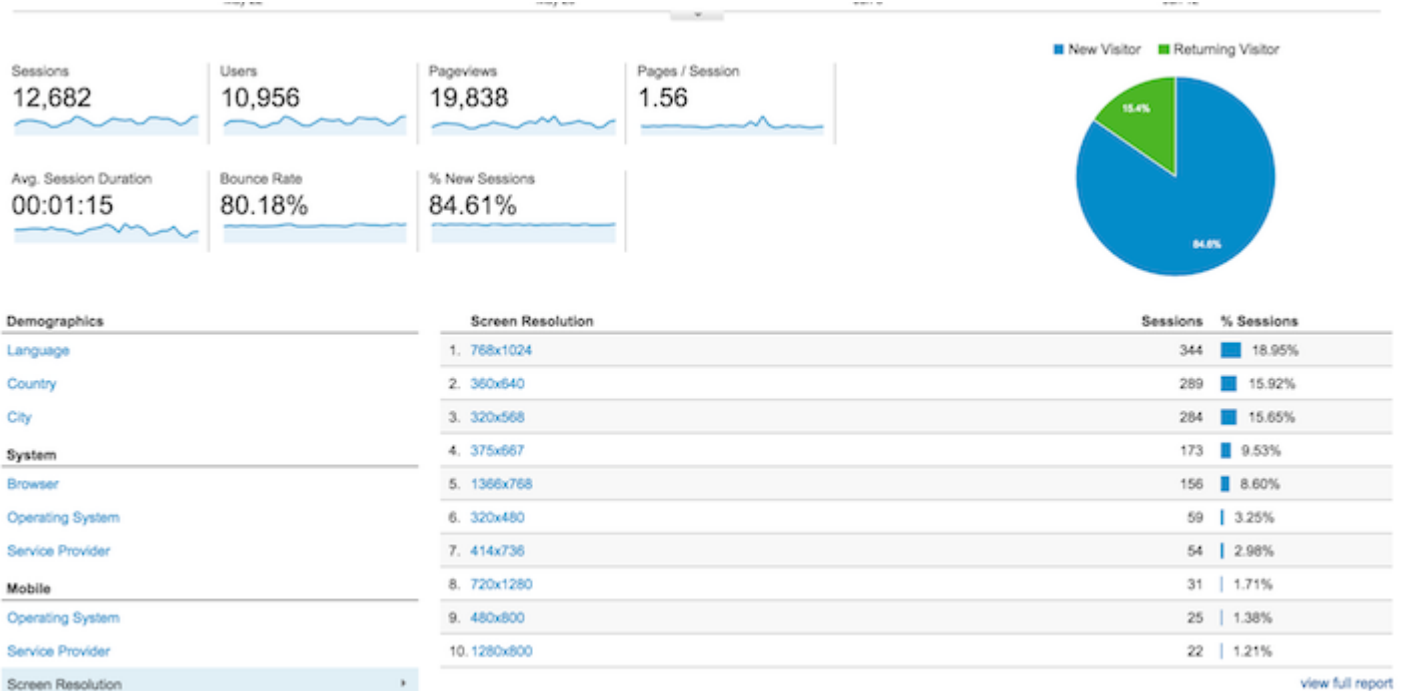 New Visitor Returning Visitor
Sessions Users Pageviews Pages / Session
12,682 10,956 19,838 1.56
15.4%
Avg. Session Duration Bounce Rate % New Sessions
00:01:15 80.18% 84.61%
84.6%
Demographics
Language
Country
City
System
Browser
Operating System
Service Provider
Mobile
Operating System
Service Provider
Screen Resolution
Screen Resolution Sessions % Sessions
1. 768x1024 344 18.95%
2. 360x640 289 15.92%
3. 320x568 284 15.65%
4. 375x667 173 9.53%
5. 1366x768 156 8.60%
6. 320x480 59 3.25%
7. 414x736 54 2.98%
8. 720x1280 31 1.71%
9. 480x800 25 1.38%
10. 1280x800 22 1.21%
view full report